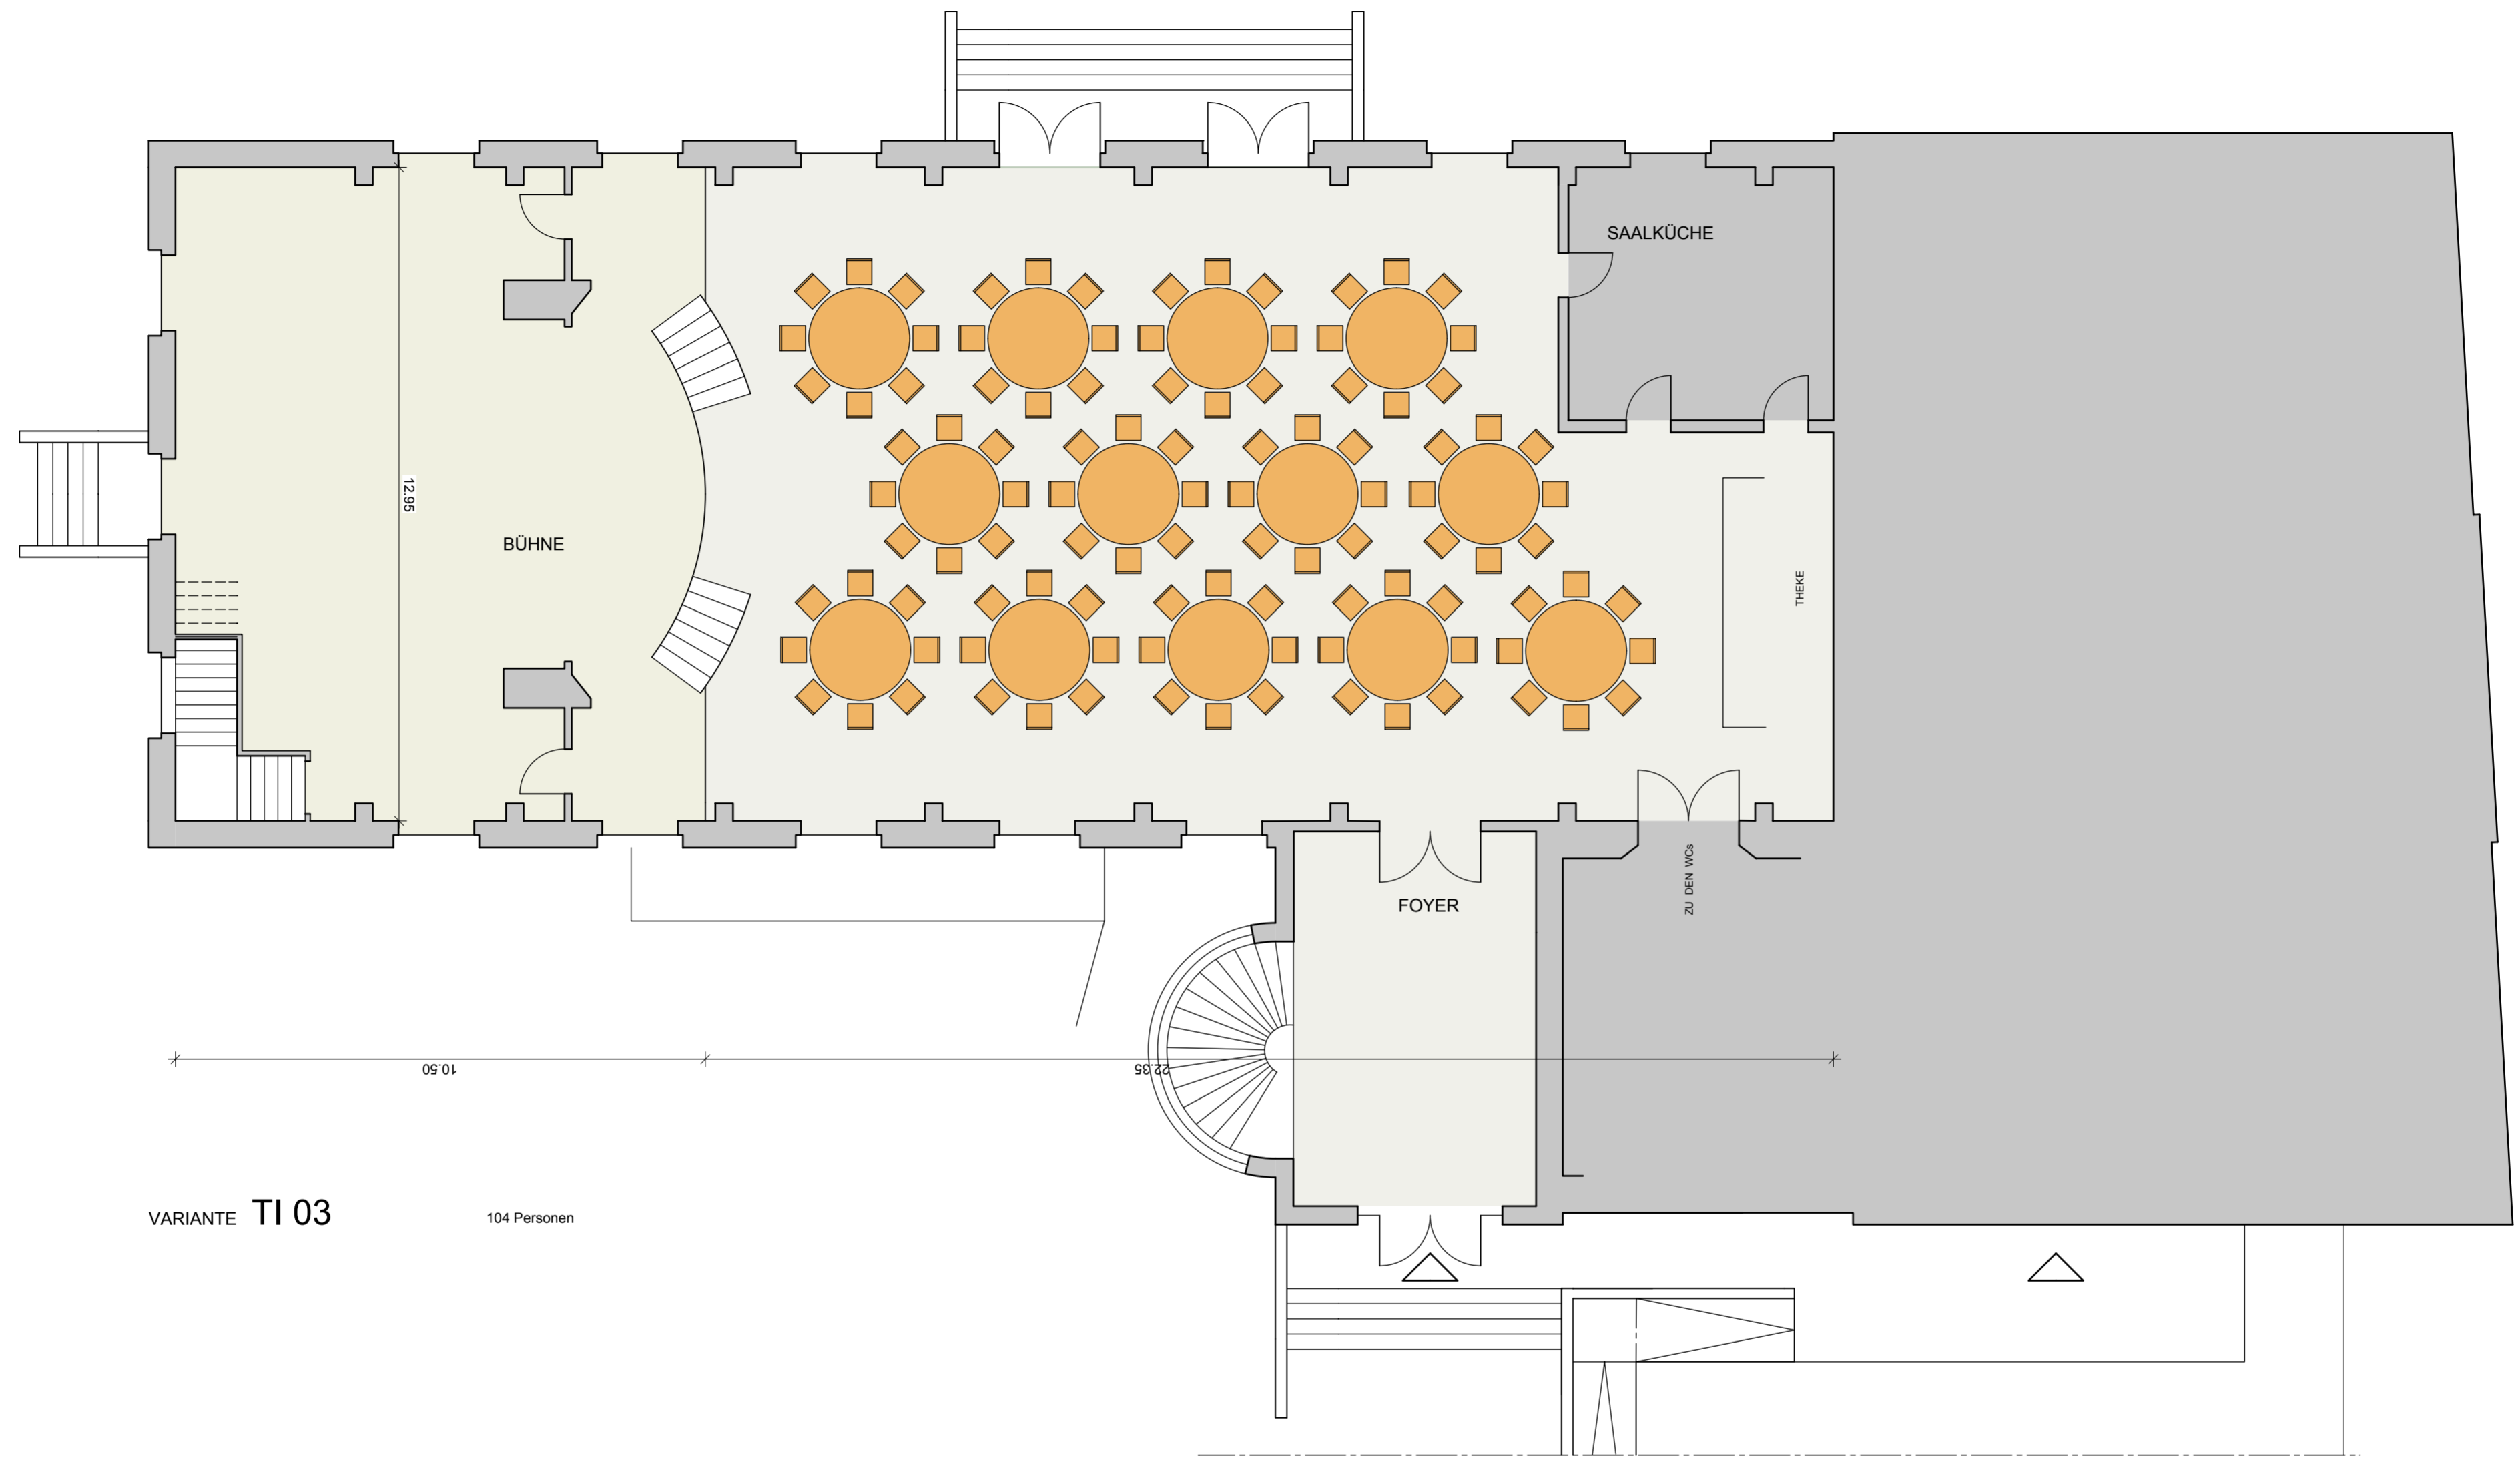 SAALKÜCHE
12.95
BÜHNE
THEKE
ZU DEN WCs
FOYER
10.50
22.35
VARIANTE TI 03
104 Personen